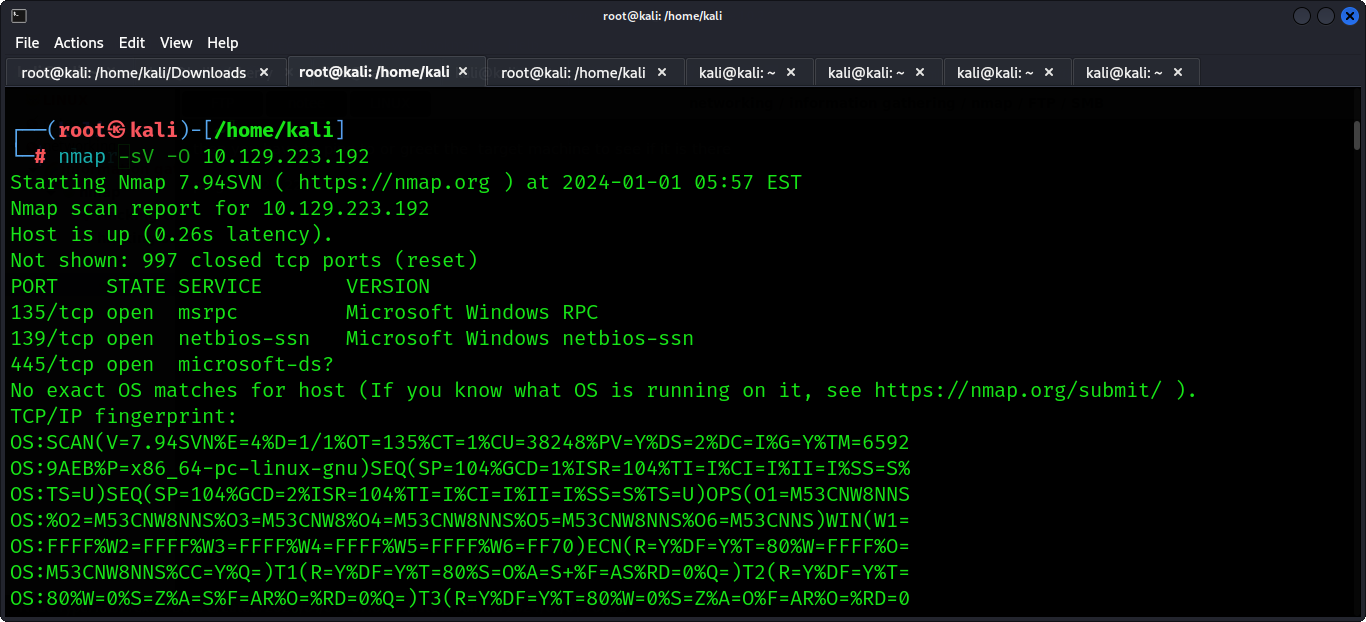 root@kali: /home/kali
File Actions Edit View Help
root@kali: /home/kali/Downloads × root@kali: /home/kali × root@kali: /home/kali × kali@kali: ~ × kali@kali: ~ × kali@kali: ~ × kali@kali: ~ ×
┌──(root㉿kali)-[/home/kali]
└─# nmap -sV -O 10.129.223.192
Starting Nmap 7.94SVN ( https://nmap.org ) at 2024-01-01 05:57 EST
Nmap scan report for 10.129.223.192
Host is up (0.26s latency).
Not shown: 997 closed tcp ports (reset)
PORT    STATE SERVICE       VERSION
135/tcp open  msrpc         Microsoft Windows RPC
139/tcp open  netbios-ssn   Microsoft Windows netbios-ssn
445/tcp open  microsoft-ds?
No exact OS matches for host (If you know what OS is running on it, see https://nmap.org/submit/ ).
TCP/IP fingerprint:
OS:SCAN(V=7.94SVN%E=4%D=1/1%OT=135%CT=1%CU=38248%PV=Y%DS=2%DC=I%G=Y%TM=6592
OS:9AEB%P=x86_64-pc-linux-gnu)SEQ(SP=104%GCD=1%ISR=104%TI=I%CI=I%II=I%SS=S%
OS:TS=U)SEQ(SP=104%GCD=2%ISR=104%TI=I%CI=I%II=I%SS=S%TS=U)OPS(O1=M53CNW8NNS
OS:%O2=M53CNW8NNS%O3=M53CNW8%O4=M53CNW8NNS%O5=M53CNW8NNS%O6=M53CNNS)WIN(W1=
OS:FFFF%W2=FFFF%W3=FFFF%W4=FFFF%W5=FFFF%W6=FF70)ECN(R=Y%DF=Y%T=80%W=FFFF%O=
OS:M53CNW8NNS%CC=Y%Q=)T1(R=Y%DF=Y%T=80%S=O%A=S+%F=AS%RD=0%Q=)T2(R=Y%DF=Y%T=
OS:80%W=0%S=Z%A=S%F=AR%O=%RD=0%Q=)T3(R=Y%DF=Y%T=80%W=0%S=Z%A=O%F=AR%O=%RD=0